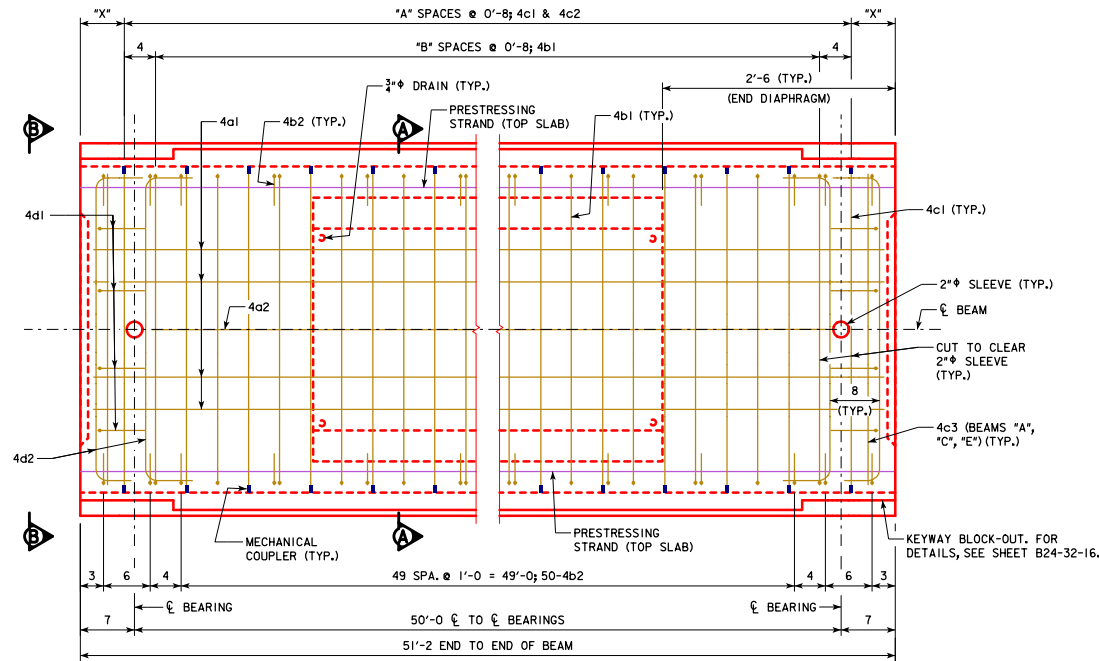 "X"
"A" SPACES @ 0'-8; 4c1 & 4c2
"X"
4
"B" SPACES @ 0'-8; 4b1
4
2'-6 (TYP.)
(END DIAPHRAGM)
3/4"ϕ DRAIN (TYP.)
PRESTRESSING
STRAND (TOP SLAB)
B
4a1
4b2 (TYP.)
A
4b1 (TYP.)
4d1
4c1 (TYP.)
2"ϕ SLEEVE (TYP.)
4a2
℄ BEAM
CUT TO CLEAR
2"ϕ SLEEVE
(TYP.)
8
(TYP.)
4c3 (BEAMS "A",
"C", "E") (TYP.)
4d2
B
MECHANICAL
COUPLER (TYP.)
A
PRESTRESSING
STRAND (TOP SLAB)
KEYWAY BLOCK-OUT. FOR
DETAILS, SEE SHEET B24-32-16.
3
6
4
49 SPA. @ 1'-0 = 49'-0; 50-4b2
4
6
3
℄ BEARING
℄ BEARING
7
50'-0 ℄ TO ℄ BEARINGS
7
51'-2 END TO END OF BEAM